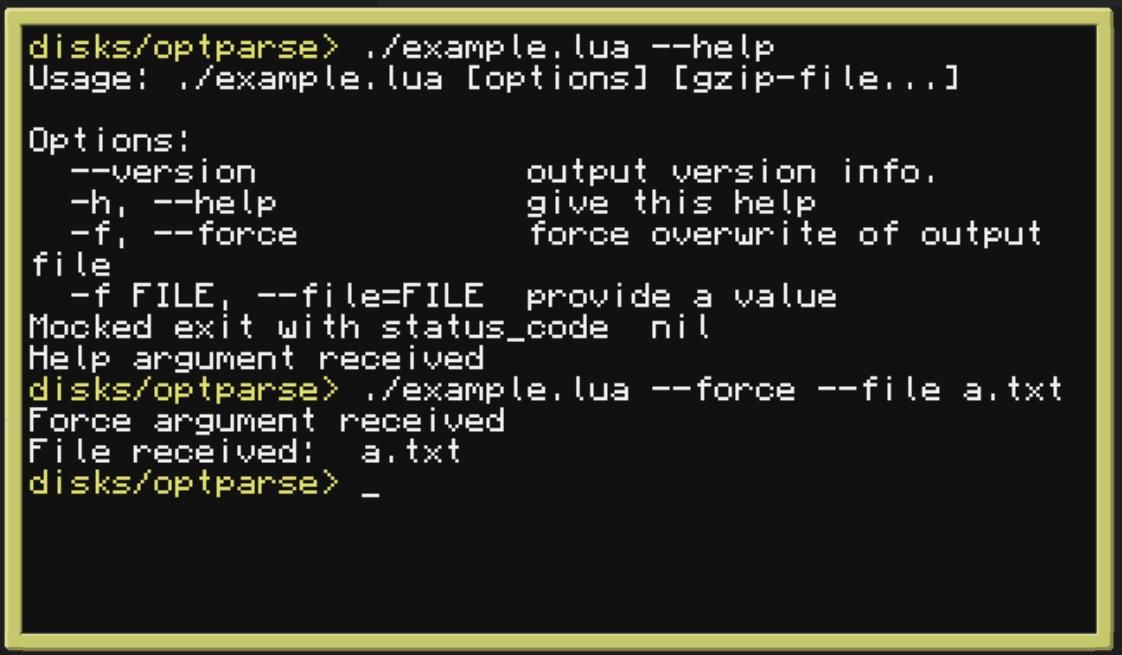 disks/optparse> ./example.lua --help
Usage: ./example.lua [options] [gzip-file...]
Options:
--version output version info.
-h, --help give this help
-f, --force force overwrite of output
file
-f FILE, --file=FILE provide a value
Mocked exit with status_code nil
Help argument received
disks/optparse> ./example.lua --force --file a.txt
Force argument received
File received: a.txt
disks/optparse> _